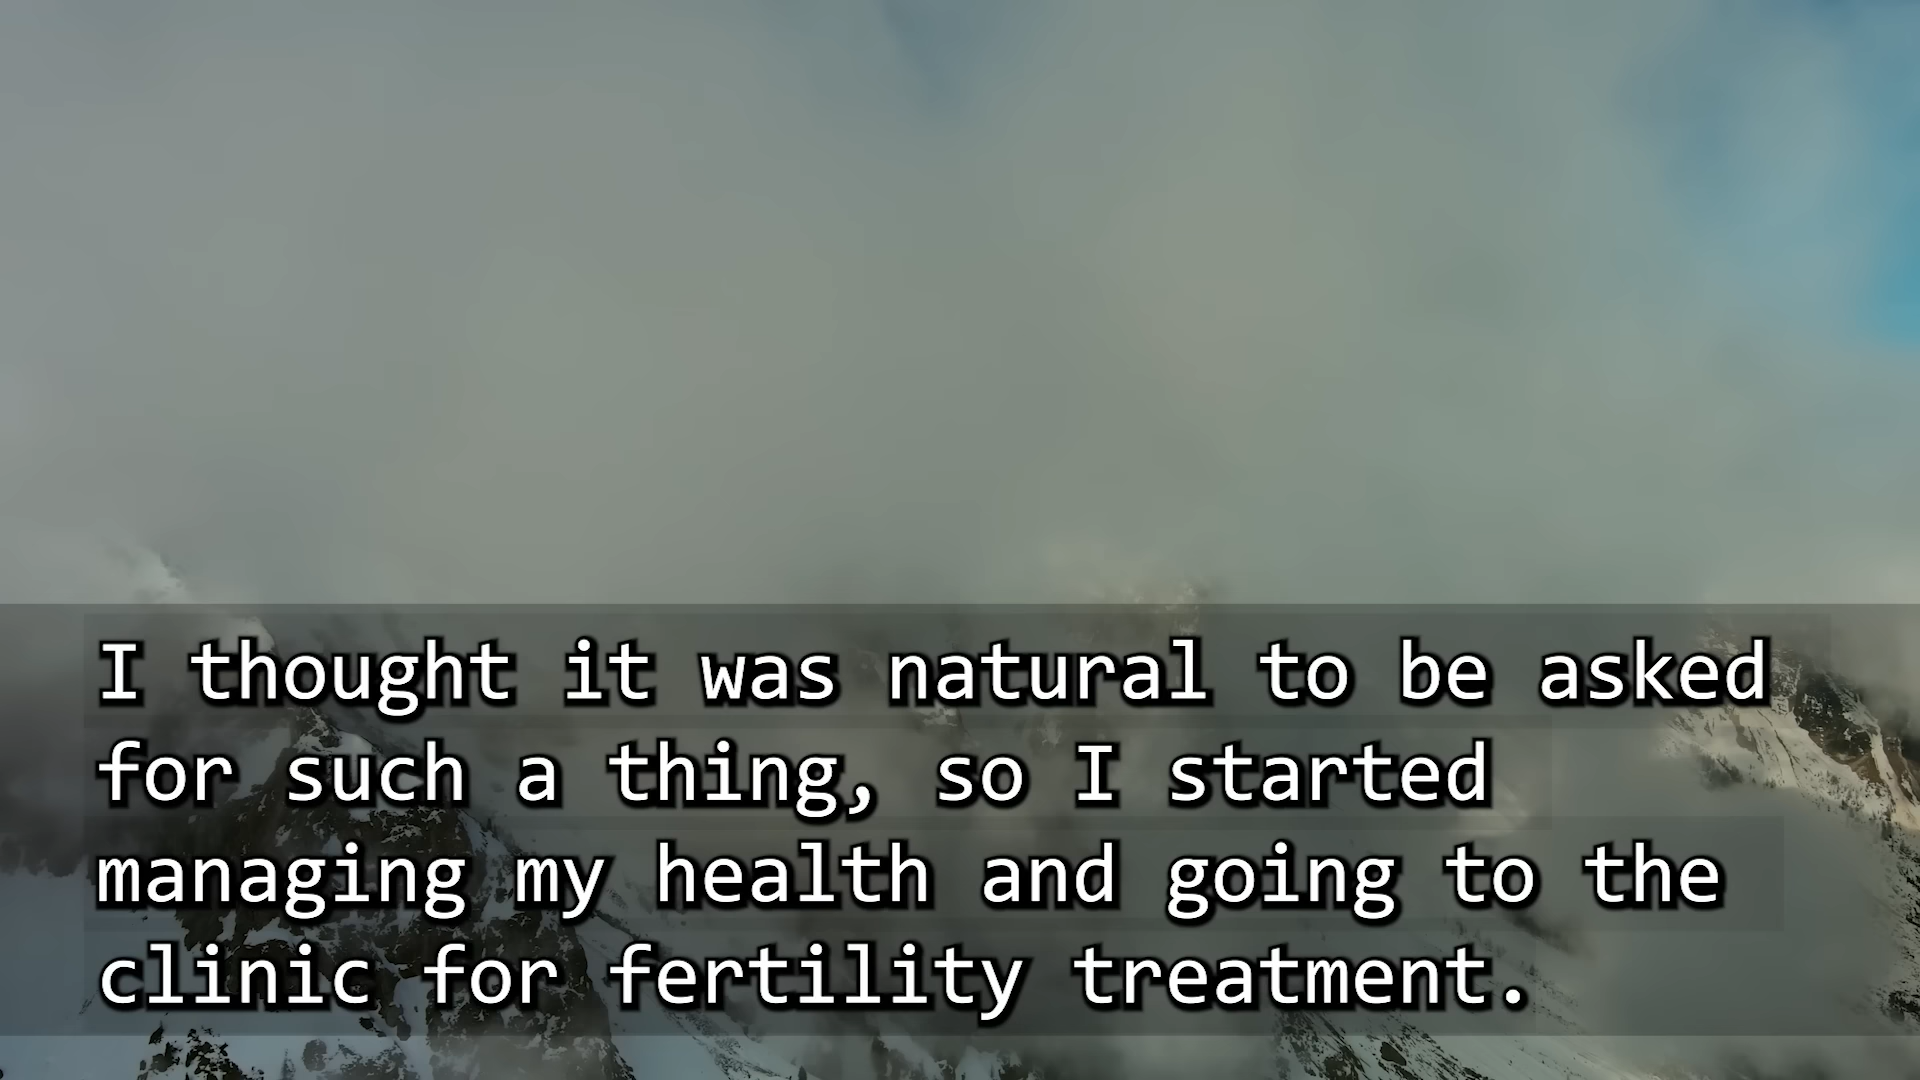 I thought it was natural to be asked
for such a thing, so I started
managing my health and going to the
clinic for fertility treatment.